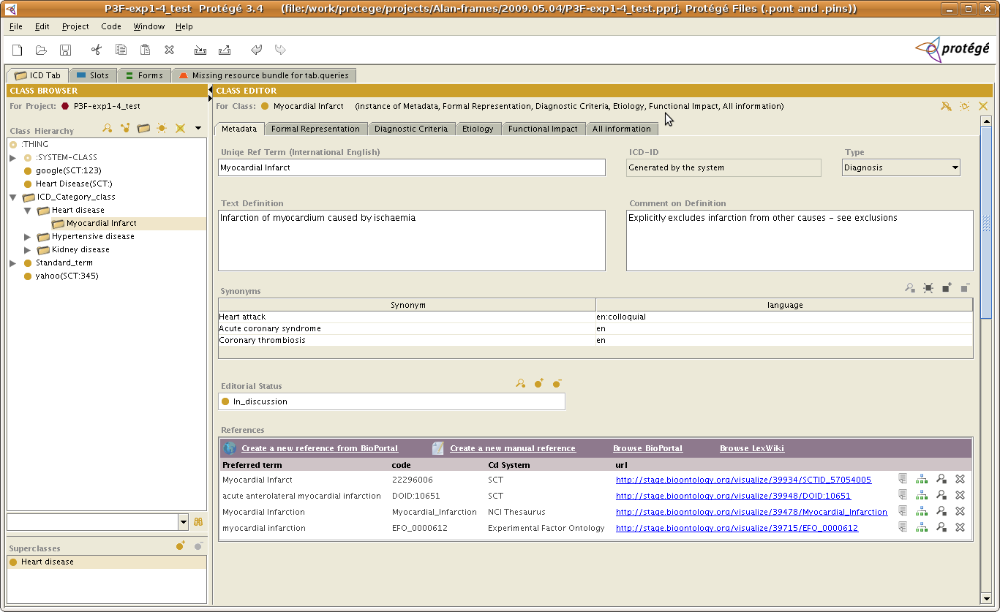 P3F-exp1-4_test Protégé 3.4 (file:/work/protege/projects/Alan-frames/2009.05.04/P3F-exp1-4_test.pprj, Protégé Files (.pont and .pins))
File Edit Project Code Window Help
protégé
ICD Tab Slots Forms Missing resource bundle for tab.queries
CLASS BROWSER
For Project: P3F-exp1-4_test
Class Hierarchy
:THING
:SYSTEM-CLASS
google(SCT:123)
Heart Disease(SCT:)
ICD_Category_class
Heart disease
Myocardial Infarct
Hypertensive disease
Kidney disease
Standard_term
yahoo(SCT:345)
Superclasses
Heart disease
CLASS EDITOR
For Class: Myocardial Infarct (instance of Metadata, Formal Representation, Diagnostic Criteria, Etiology, Functional Impact, All information)
Metadata Formal Representation Diagnostic Criteria Etiology Functional Impact All information
Uniqe Ref Term (International English) ICD-ID Type
Myocardial Infarct Generated by the system Diagnosis
Text Definition Comment on Definition
Infarction of myocardium caused by ischaemia Explicitly excludes infarction from other causes - see exclusions
Synonyms
Synonym language
Heart attack en:colloquial
Acute coronary syndrome en
Coronary thrombiosis en
Editorial Status
In_discussion
References
Create a new reference from BioPortal Create a new manual reference Browse BioPortal Browse LexWiki
Preferred term code Cd System url
Myocardial Infarct 22296006 SCT http://stage.bioontology.org/visualize/39934/SCTID_57054005
acute anterolateral myocardial infarction DOID:10651 SCT http://stage.bioontology.org/visualize/39948/DOID:10651
Myocardial Infarction Myocardial_Infarction NCI Thesaurus http://stage.bioontology.org/visualize/39478/Myocardial_Infarction
myocardial infarction EFO_0000612 Experimental Factor Ontology http://stage.bioontology.org/visualize/39715/EFO_0000612